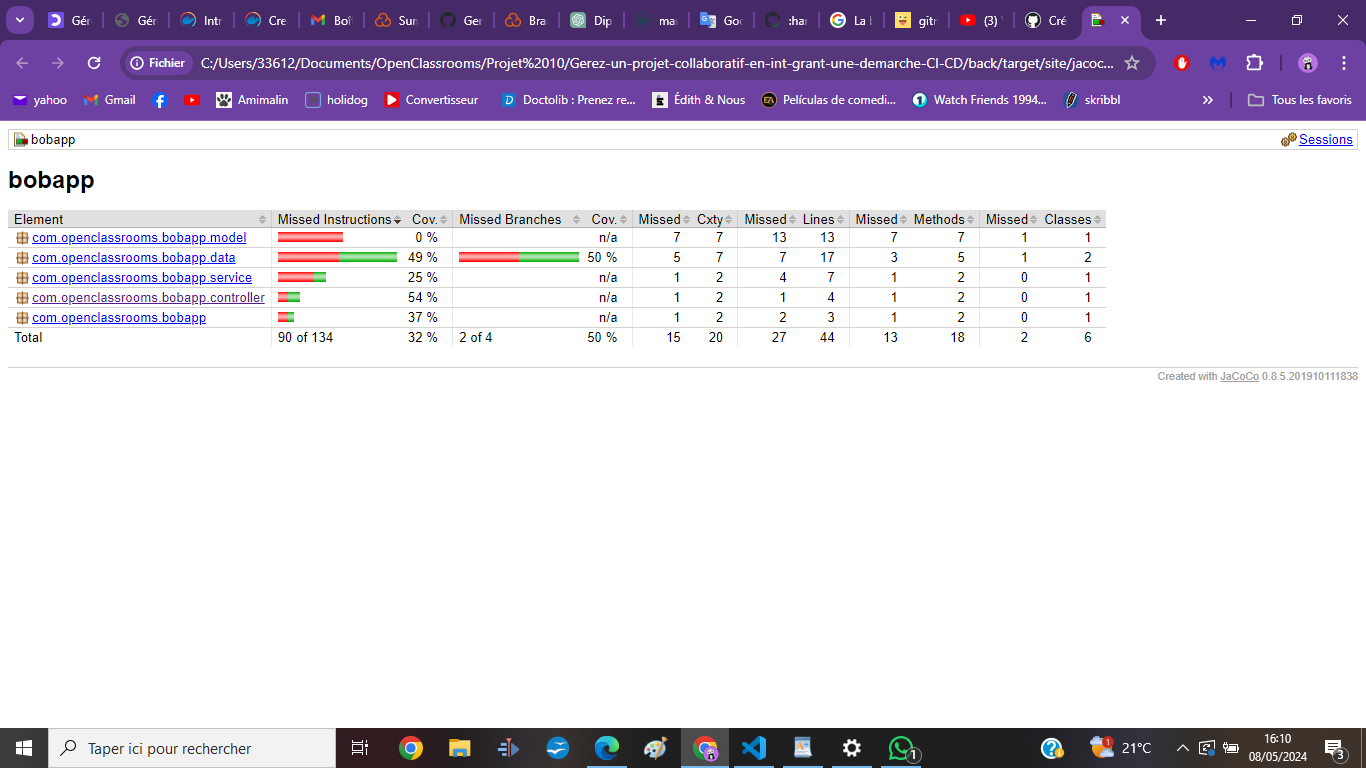 Gér
Gér
Intr
Cre
Boî
Sur
Ger
Bra
Dip
mai
Goo
char
La b
gitr
(3)
Cré
Fichier
C:/Users/33612/Documents/OpenClassrooms/Projet%2010/Gerez-un-projet-collaboratif-en-int-grant-une-demarche-CI-CD/back/target/site/jacoc...
yahoo
Gmail
Amimalin
holidog
Convertisseur
Doctolib : Prenez re...
Édith & Nous
Películas de comedi...
Watch Friends 1994...
skribbl
»
Tous les favoris
bobapp
Sessions
bobapp
Element Missed Instructions Cov. Missed Branches Cov. Missed Cxty Missed Lines Missed Methods Missed Classes
com.openclassrooms.bobapp.model 0 % n/a 7 7 13 13 7 7 1 1
com.openclassrooms.bobapp.data 49 % 50 % 5 7 7 17 3 5 1 2
com.openclassrooms.bobapp.service 25 % n/a 1 2 4 7 1 2 0 1
com.openclassrooms.bobapp.controller 54 % n/a 1 2 1 4 1 2 0 1
com.openclassrooms.bobapp 37 % n/a 1 2 2 3 1 2 0 1
Total 90 of 134 32 % 2 of 4 50 % 15 20 27 44 13 18 2 6
Created with JaCoCo 0.8.5.201910111838
Taper ici pour rechercher
1
1
21°C
16:10
08/05/2024
3